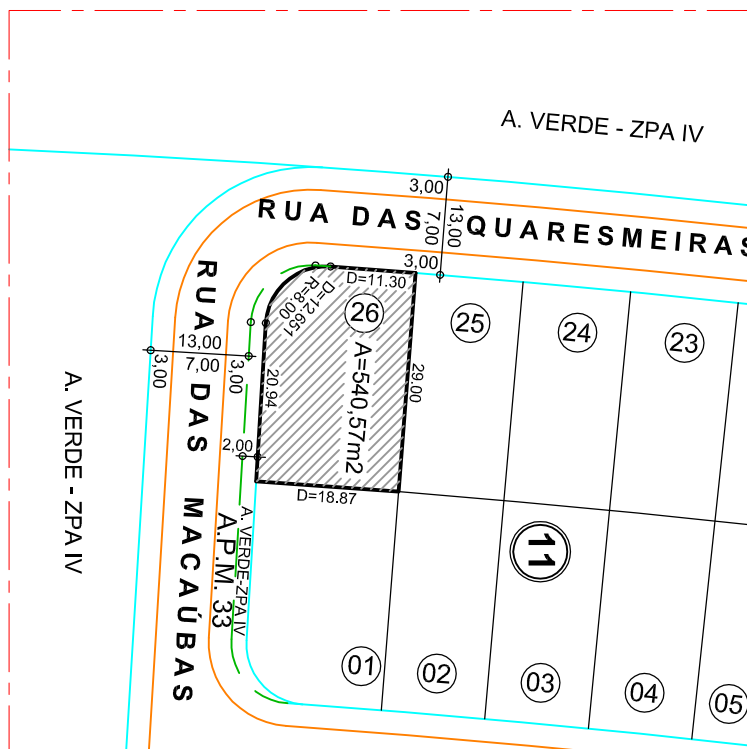 A. VERDE - ZPA IV
3,00
7,00
13,00
3,00
RUA DAS QUARESMEIRAS
RUA DAS MACAÚBAS
13,00
7,00
3,00
3,00
D=11.30
D=12.651
R=8.00
26
A=540,57m2
20.94
29.00
2,00
D=18.87
25
24
23
A. VERDE - ZPA IV
A. VERDE-ZPA IV
A.P.M. 33
11
01
02
03
04
05